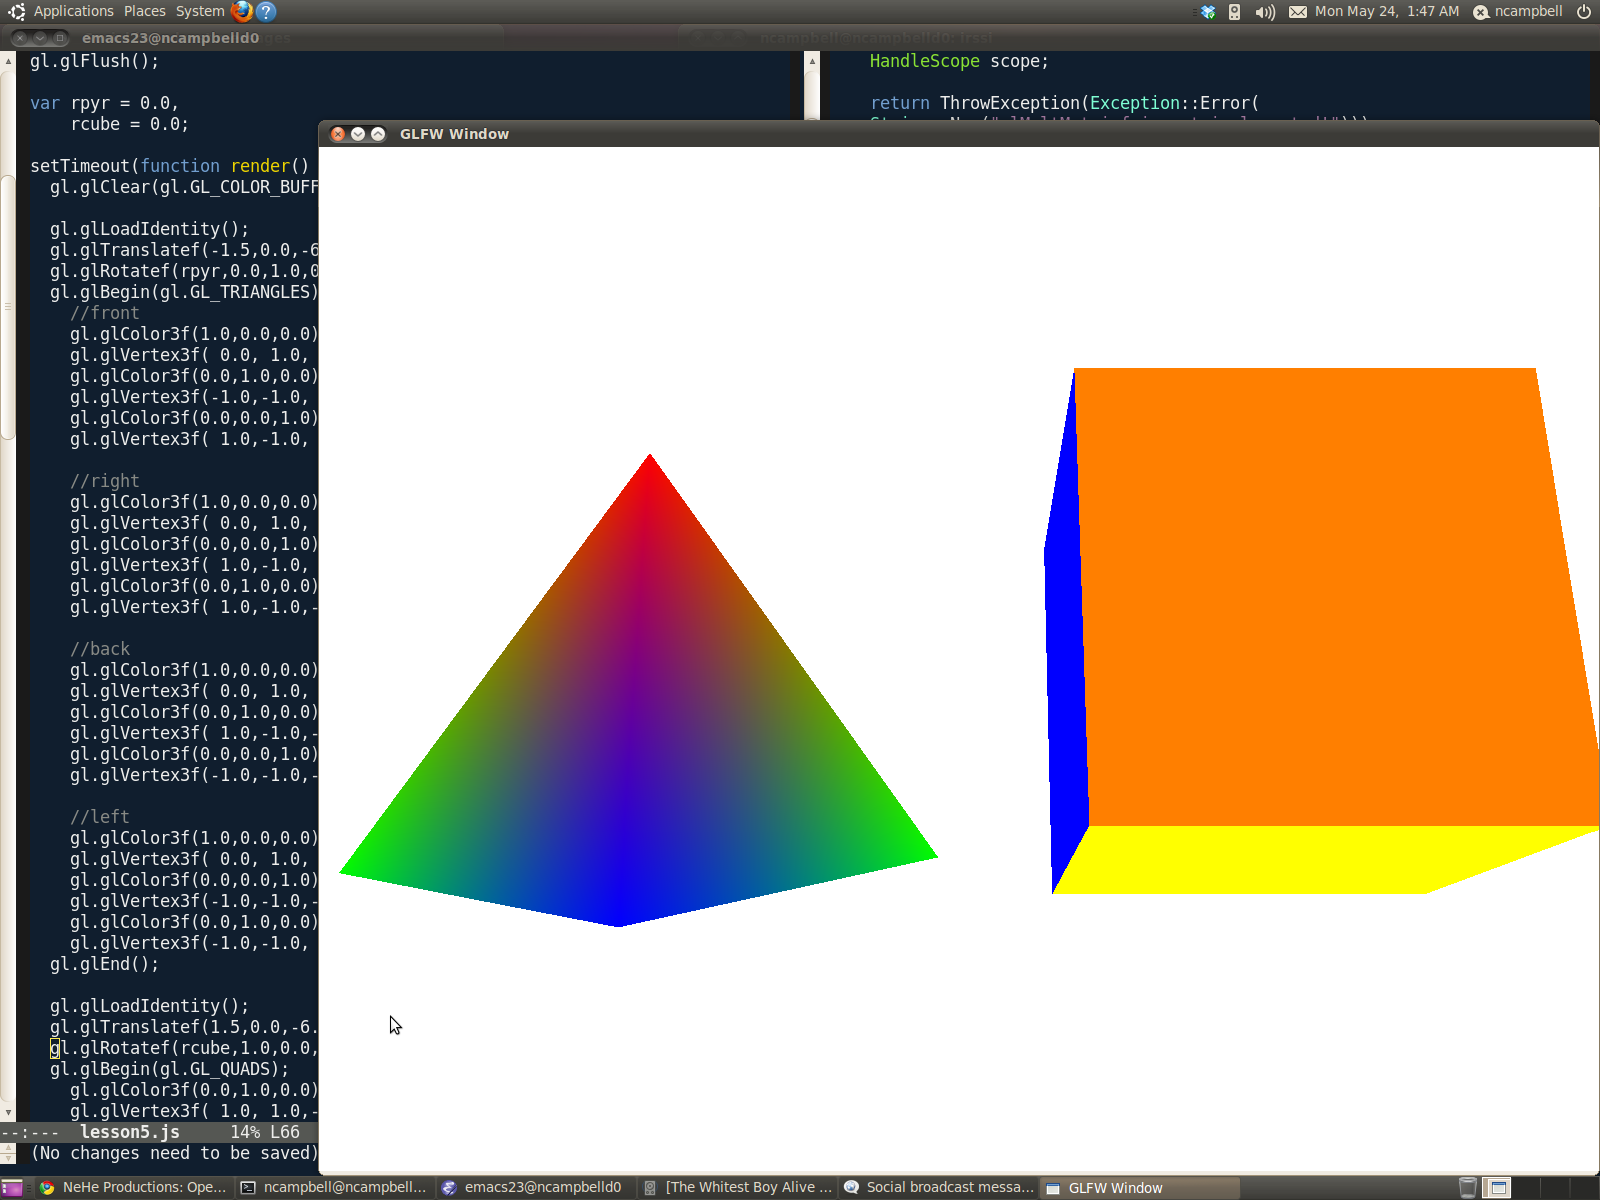 Applications Places System
Mon May 24, 1:47 AM ncampbell
emacs23@ncampbelld0
gl.glFlush();
var rpyr = 0.0,
rcube = 0.0;
setTimeout(function render()
gl.glClear(gl.GL_COLOR_BUFF
gl.glLoadIdentity();
gl.glTranslatef(-1.5,0.0,-6
gl.glRotatef(rpyr,0.0,1.0,0
gl.glBegin(gl.GL_TRIANGLES)
//front
gl.glColor3f(1.0,0.0,0.0)
gl.glVertex3f( 0.0, 1.0,
gl.glColor3f(0.0,1.0,0.0)
gl.glVertex3f(-1.0,-1.0,
gl.glColor3f(0.0,0.0,1.0)
gl.glVertex3f( 1.0,-1.0,
//right
gl.glColor3f(1.0,0.0,0.0)
gl.glVertex3f( 0.0, 1.0,
gl.glColor3f(0.0,0.0,1.0)
gl.glVertex3f( 1.0,-1.0,
gl.glColor3f(0.0,1.0,0.0)
gl.glVertex3f( 1.0,-1.0,-
//back
gl.glColor3f(1.0,0.0,0.0)
gl.glVertex3f( 0.0, 1.0,
gl.glColor3f(0.0,1.0,0.0)
gl.glVertex3f( 1.0,-1.0,-
gl.glColor3f(0.0,0.0,1.0)
gl.glVertex3f(-1.0,-1.0,-
//left
gl.glColor3f(1.0,0.0,0.0)
gl.glVertex3f( 0.0, 1.0,
gl.glColor3f(0.0,0.0,1.0)
gl.glVertex3f(-1.0,-1.0,-
gl.glColor3f(0.0,1.0,0.0)
gl.glVertex3f(-1.0,-1.0,
gl.glEnd();
gl.glLoadIdentity();
gl.glTranslatef(1.5,0.0,-6.
gl.glRotatef(rcube,1.0,0.0,
gl.glBegin(gl.GL_QUADS);
gl.glColor3f(0.0,1.0,0.0)
gl.glVertex3f( 1.0, 1.0,-
--:--- lesson5.js 14% L66
(No changes need to be saved)
HandleScope scope;
return ThrowException(Exception::Error(
GLFW Window
NeHe Productions: Ope...
ncampbell@ncampbell...
emacs23@ncampbelld0
[The Whitest Boy Alive ...
Social broadcast messa...
GLFW Window